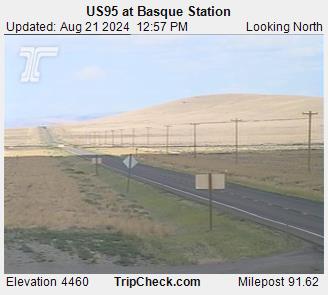 US95 at Basque Station
Updated: Aug 21 2024 12:57 PM Looking North
Elevation 4460 TripCheck.com Milepost 91.62